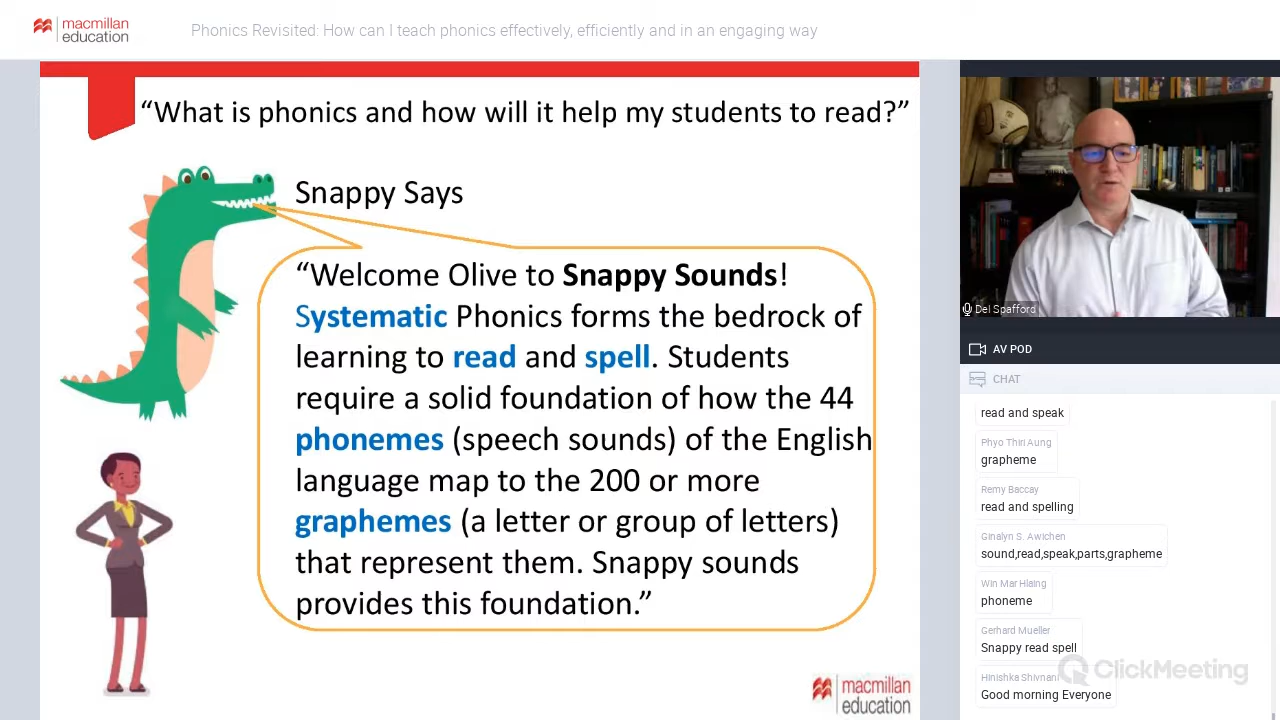 macmillan
education
Phonics Revisited: How can I teach phonics effectively, efficiently and in an engaging way
“What is phonics and how will it help my students to read?”
Snappy Says
“Welcome Olive to Snappy Sounds!
Systematic Phonics forms the bedrock of
learning to read and spell. Students
require a solid foundation of how the 44
phonemes (speech sounds) of the English
language map to the 200 or more
graphemes (a letter or group of letters)
that represent them. Snappy sounds
provides this foundation.”
macmillan
education
Del Spafford
AV POD
CHAT
read and speak
Phyo Thiri Aung
grapheme
Remy Baccay
read and spelling
Ginalyn S. Awichen
sound,read,speak,parts,grapheme
Win Mar Hlaing
phoneme
Gerhard Mueller
Snappy read spell
Hinishka Shivnani
Good morning Everyone
ClickMeeting